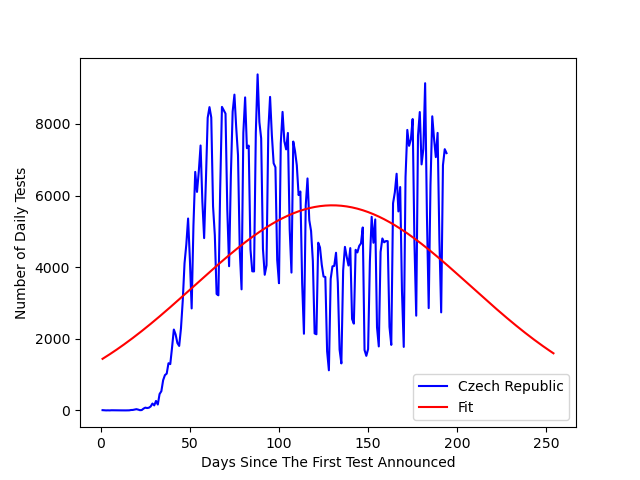 Number of Daily Tests
8000
6000
4000
2000
0
0 50 100 150 200 250
Days Since The First Test Announced
Czech Republic
Fit